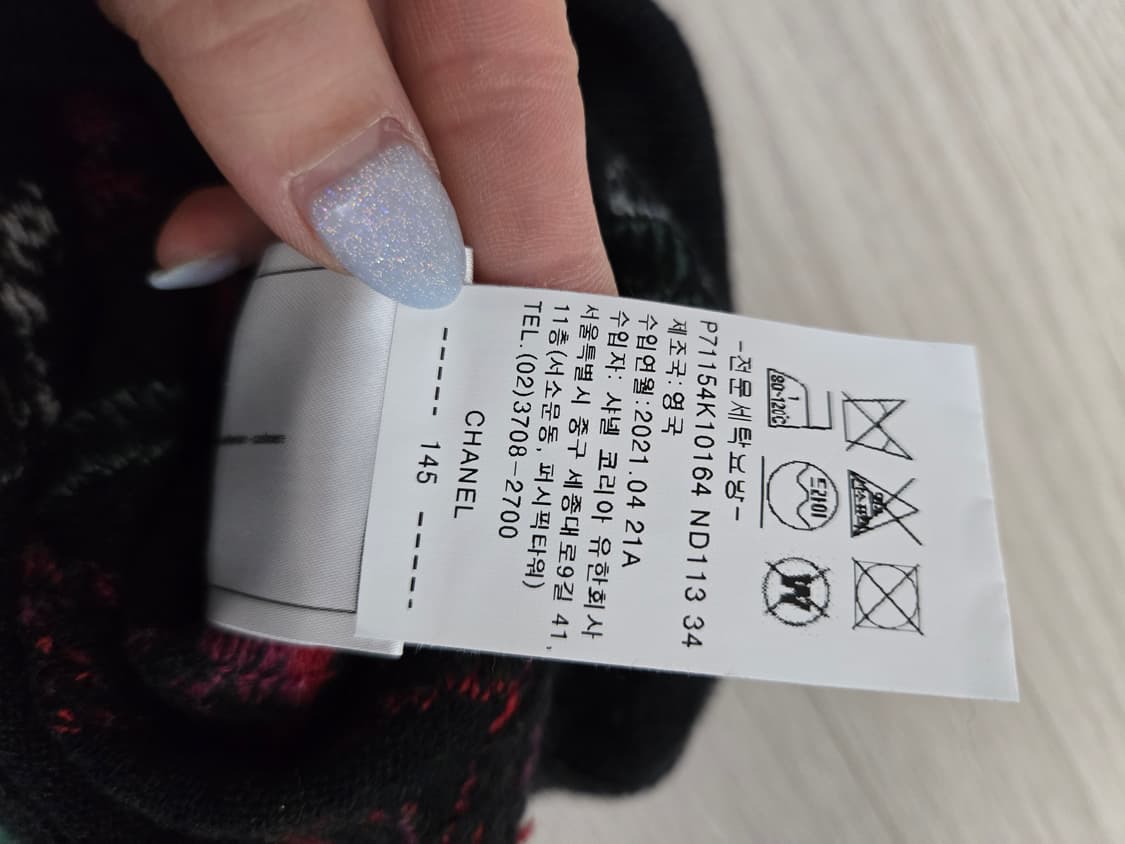 1
80~120℃
드라이
-전문세탁요망-
P71154K10164 ND113 34
제조국:영국
수입연월:2021.04 21A
수입자: 샤넬 코리아 유한회사
서울특별시 중구 세종대로9길 41,
11층(서소문동, 퍼시픽타워)
TEL.(02)3708-2700
CHANEL
----- 145 -----